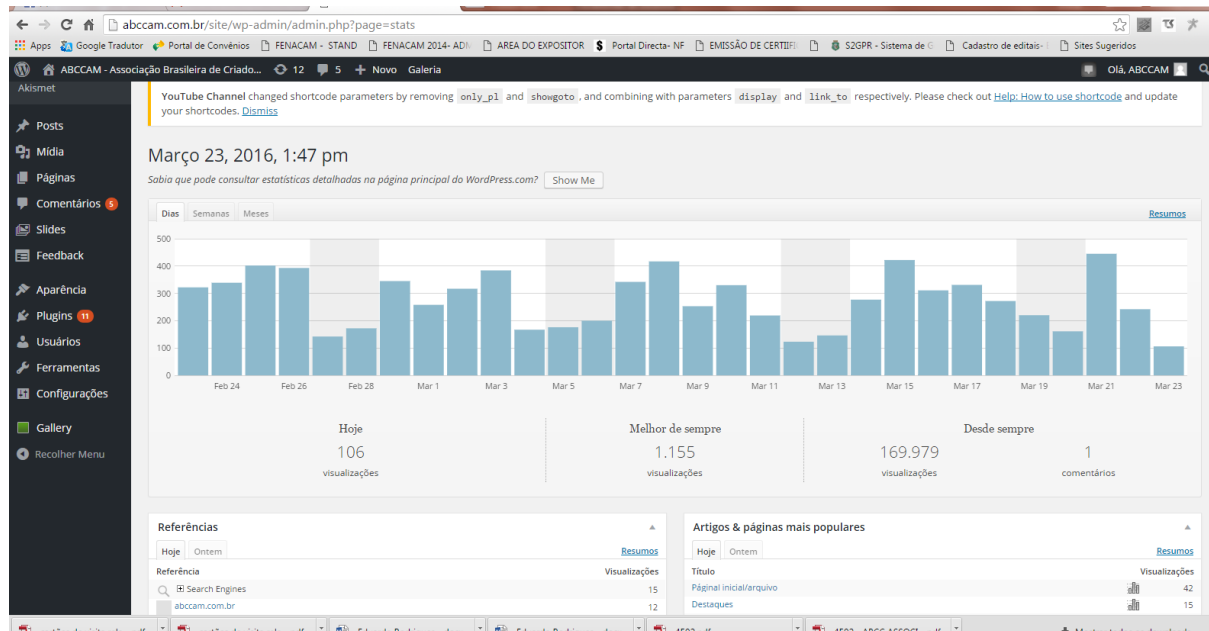 abccam.com.br/site/wp-admin/admin.php?page=stats
Apps Google Tradutor Portal de Convênios FENACAM - STAND FENACAM 2014- ADM AREA DO EXPOSITOR Portal Directa- NF EMISSÃO DE CERTIIFI S2GPR - Sistema de G Cadastro de editais- Sites Sugeridos
ABCCAM - Associação Brasileira de Criado... 12 5 + Novo Galeria Olá, ABCCAM
Akismet
Posts
Mídia
Páginas
Comentários 5
Slides
Feedback
Aparência
Plugins 11
Usuários
Ferramentas
Configurações
Gallery
Recolher Menu
YouTube Channel changed shortcode parameters by removing only_pl and showgoto , and combining with parameters display and link_to respectively. Please check out Help: How to use shortcode and update
your shortcodes. Dismiss
Março 23, 2016, 1:47 pm
Sabia que pode consultar estatísticas detalhadas na página principal do WordPress.com? Show Me
Dias Semanas Meses Resumos
500
400
300
200
100
0
Feb 24 Feb 26 Feb 28 Mar 1 Mar 3 Mar 5 Mar 7 Mar 9 Mar 11 Mar 13 Mar 15 Mar 17 Mar 19 Mar 21 Mar 23
Hoje
106
visualizações
Melhor de sempre
1.155
visualizações
Desde sempre
169.979
visualizações
1
comentários
Referências
Hoje Ontem Resumos
Referência Visualizações
Search Engines 15
abccam.com.br 12
Artigos & páginas mais populares
Hoje Ontem Resumos
Título Visualizações
Páginal inicial/arquivo 42
Destaques 15